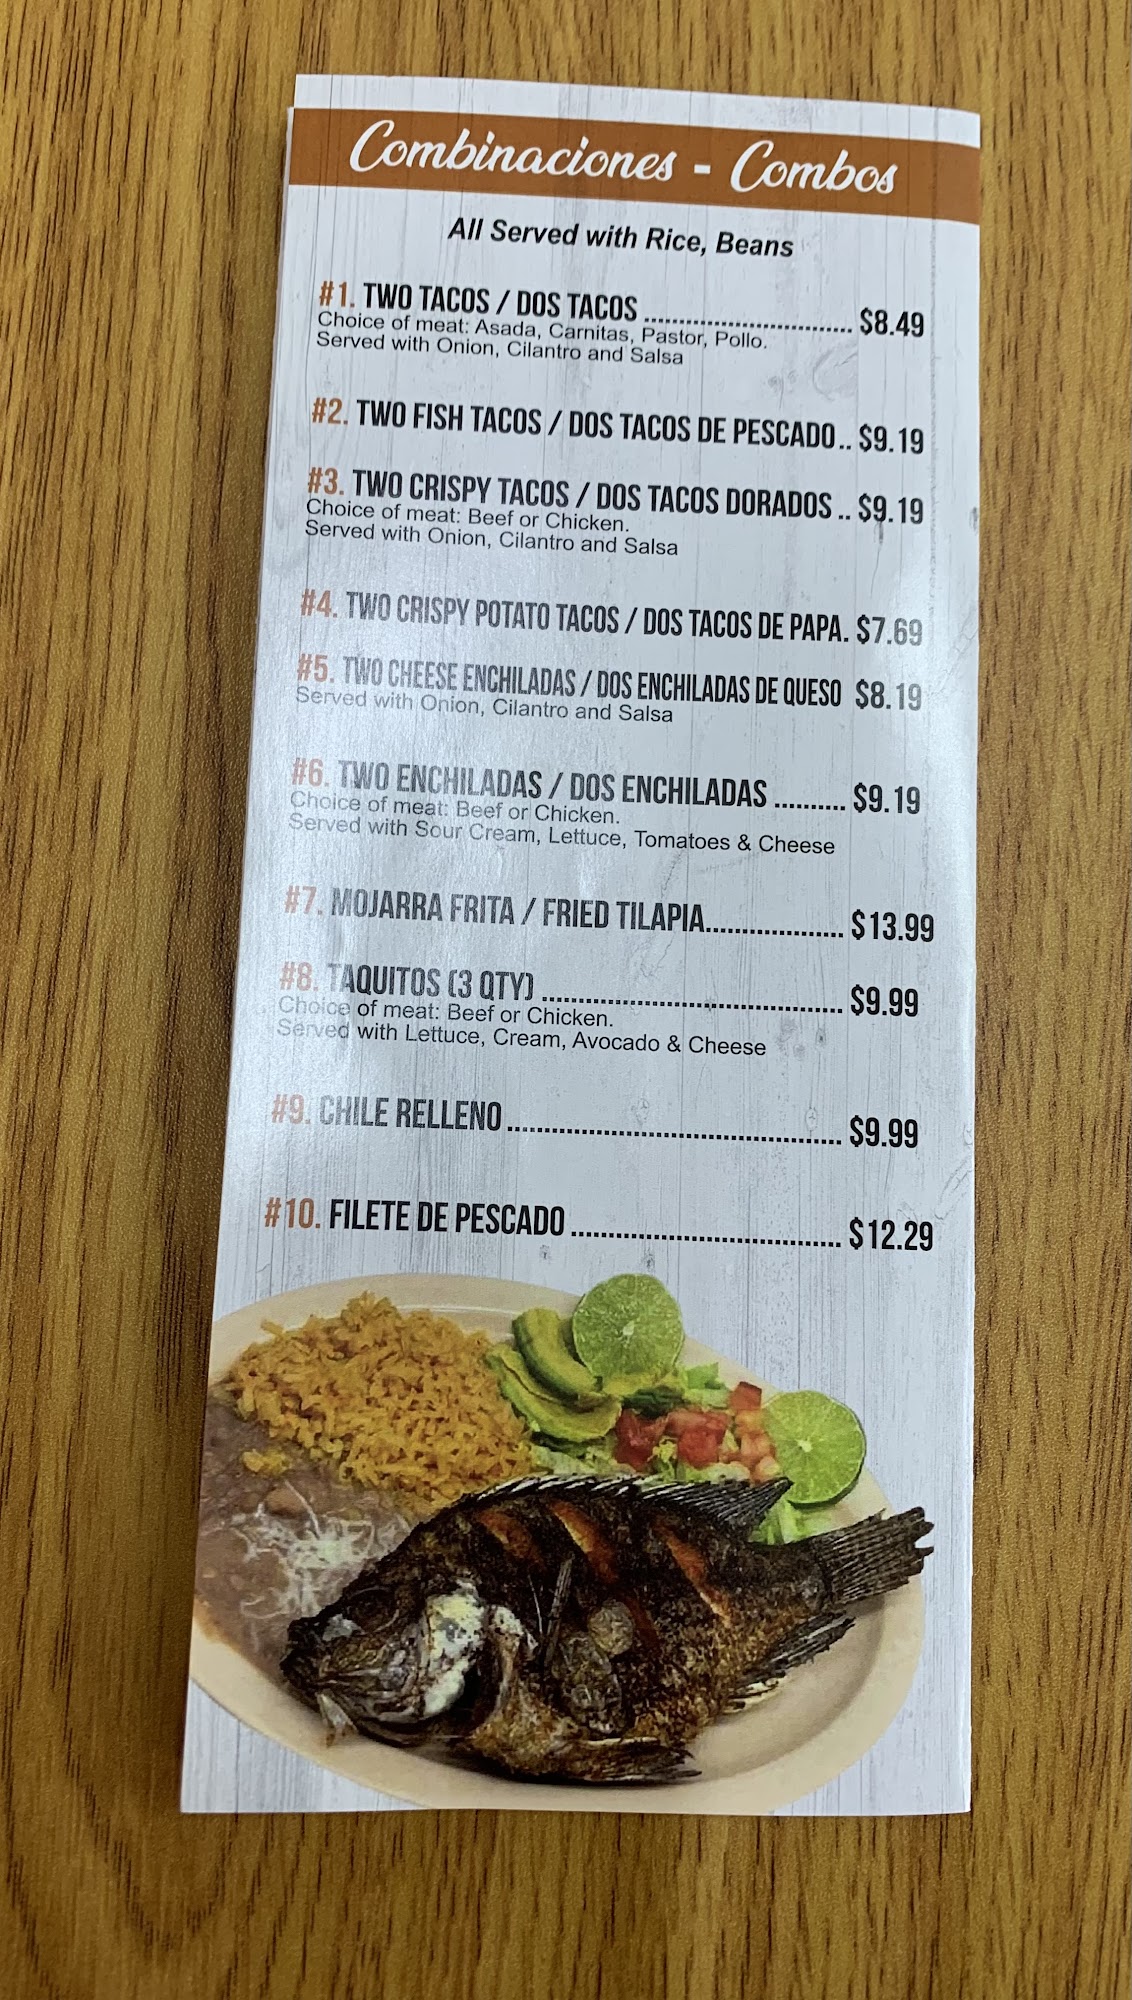 Combinaciones - Combos
All Served with Rice, Beans
#1. TWO TACOS / DOS TACOS ............................ $8.49
Choice of meat: Asada, Carnitas, Pastor, Pollo.
Served with Onion, Cilantro and Salsa
#2. TWO FISH TACOS / DOS TACOS DE PESCADO.. $9.19
#3. TWO CRISPY TACOS / DOS TACOS DORADOS .. $9.19
Choice of meat: Beef or Chicken.
Served with Onion, Cilantro and Salsa
#4. TWO CRISPY POTATO TACOS / DOS TACOS DE PAPA. $7.69
#5. TWO CHEESE ENCHILADAS / DOS ENCHILADAS DE QUESO $8.19
Served with Onion, Cilantro and Salsa
#6. TWO ENCHILADAS / DOS ENCHILADAS .......... $9.19
Choice of meat: Beef or Chicken.
Served with Sour Cream, Lettuce, Tomatoes & Cheese
#7. MOJARRA FRITA / FRIED TILAPIA................... $13.99
#8. TAQUITOS (3 QTY) ......................................... $9.99
Choice of meat: Beef or Chicken.
Served with Lettuce, Cream, Avocado & Cheese
#9. CHILE RELLENO ............................................. $9.99
#10. FILETE DE PESCADO .................................... $12.29